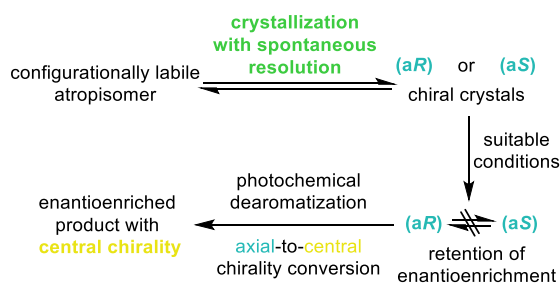 crystallization
with spontaneous
resolution
configurationally labile
atropisomer
(aR) or (aS)
chiral crystals
suitable
conditions
enantioenriched
product with
central chirality
photochemical
dearomatization
axial-to-central
chirality conversion
(aR) (aS)
retention of
enantioenrichment